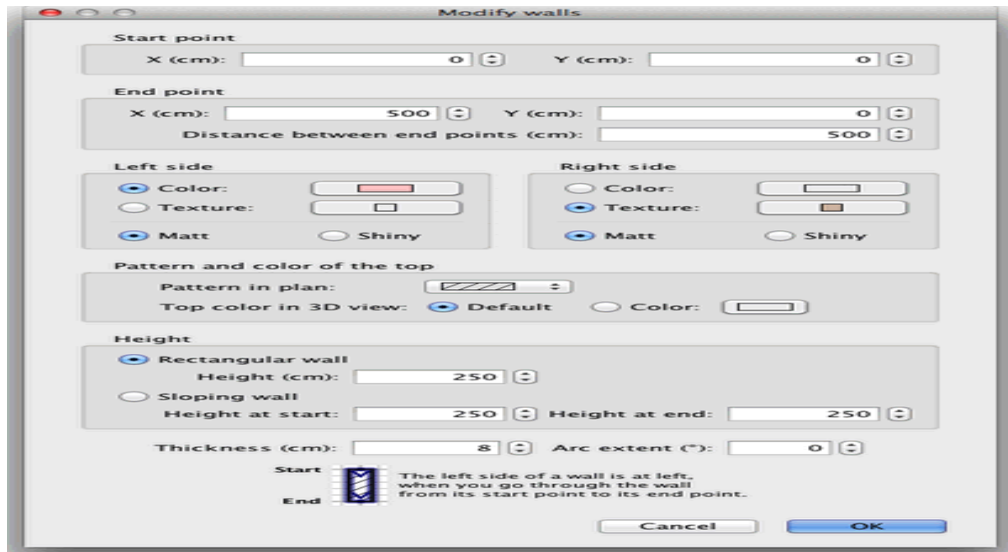 Modify walls
Start point
X (cm): 0 Y (cm): 0
End point
X (cm): 500 Y (cm): 0
Distance between end points (cm): 500
Left side Right side
Color: Color:
Texture: Texture:
Matt Shiny Matt Shiny
Pattern and color of the top
Pattern in plan:
Top color in 3D view: Default Color:
Height
Rectangular wall
Height (cm): 250
Sloping wall
Height at start: 250 Height at end: 250
Thickness (cm): 8 Arc extent (°): 0
Start
The left side of a wall is at left,
when you go through the wall
from its start point to its end point.
End
Cancel OK